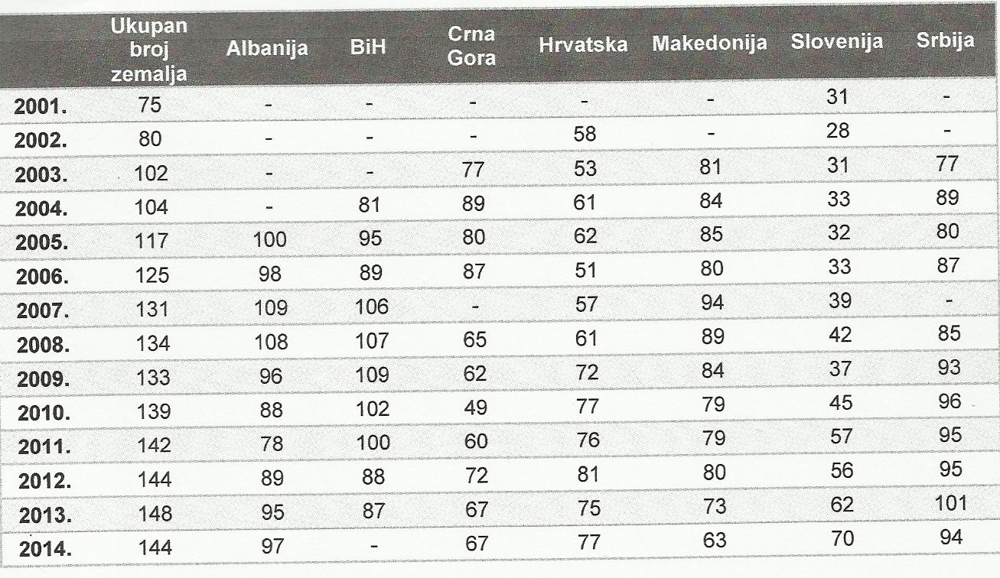 Ukupan broj zemalja Albanija BiH Crna Gora Hrvatska Makedonija Slovenija Srbija
2001. 75 - - - - - 31 -
2002. 80 - - - 58 - 28 -
2003. 102 - - 77 53 81 31 77
2004. 104 - 81 89 61 84 33 89
2005. 117 100 95 80 62 85 32 80
2006. 125 98 89 87 51 80 33 87
2007. 131 109 106 - 57 94 39 -
2008. 134 108 107 65 61 89 42 85
2009. 133 96 109 62 72 84 37 93
2010. 139 88 102 49 77 79 45 96
2011. 142 78 100 60 76 79 57 95
2012. 144 89 88 72 81 80 56 95
2013. 148 95 87 67 75 73 62 101
2014. 144 97 - 67 77 63 70 94